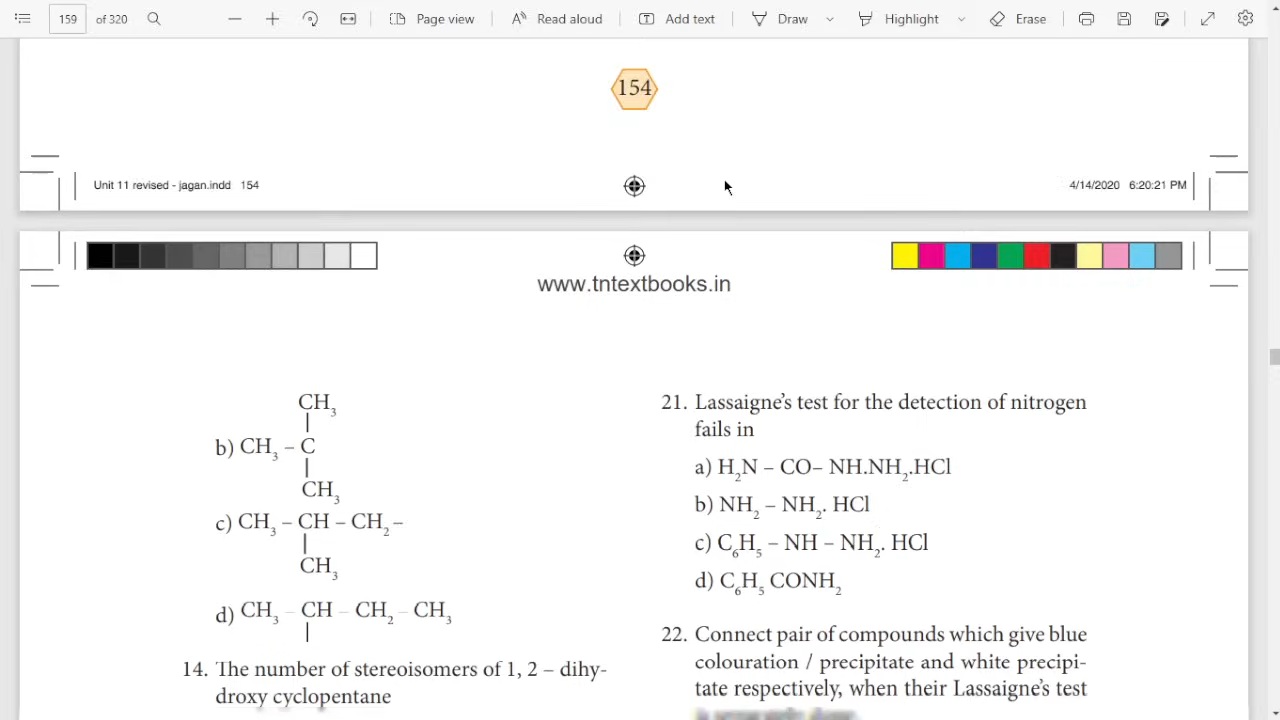 159 of 320 Page view Read aloud Add text Draw Highlight Erase
154
Unit 11 revised - jagan.indd 154
4/14/2020 6:20:21 PM
www.tntextbooks.in
CH₃
|
b) CH₃ – C
|
CH₃
c) CH₃ – CH – CH₂ –
|
CH₃
d) CH₃ – CH – CH₂ – CH₃
|
14. The number of stereoisomers of 1, 2 – dihy-
droxy cyclopentane
21. Lassaigne's test for the detection of nitrogen
fails in
a) H₂N – CO– NH.NH₂.HCl
b) NH₂ – NH₂. HCl
c) C₆H₅ – NH – NH₂. HCl
d) C₆H₅ CONH₂
22. Connect pair of compounds which give blue
colouration / precipitate and white precipi-
tate respectively, when their Lassaigne's test